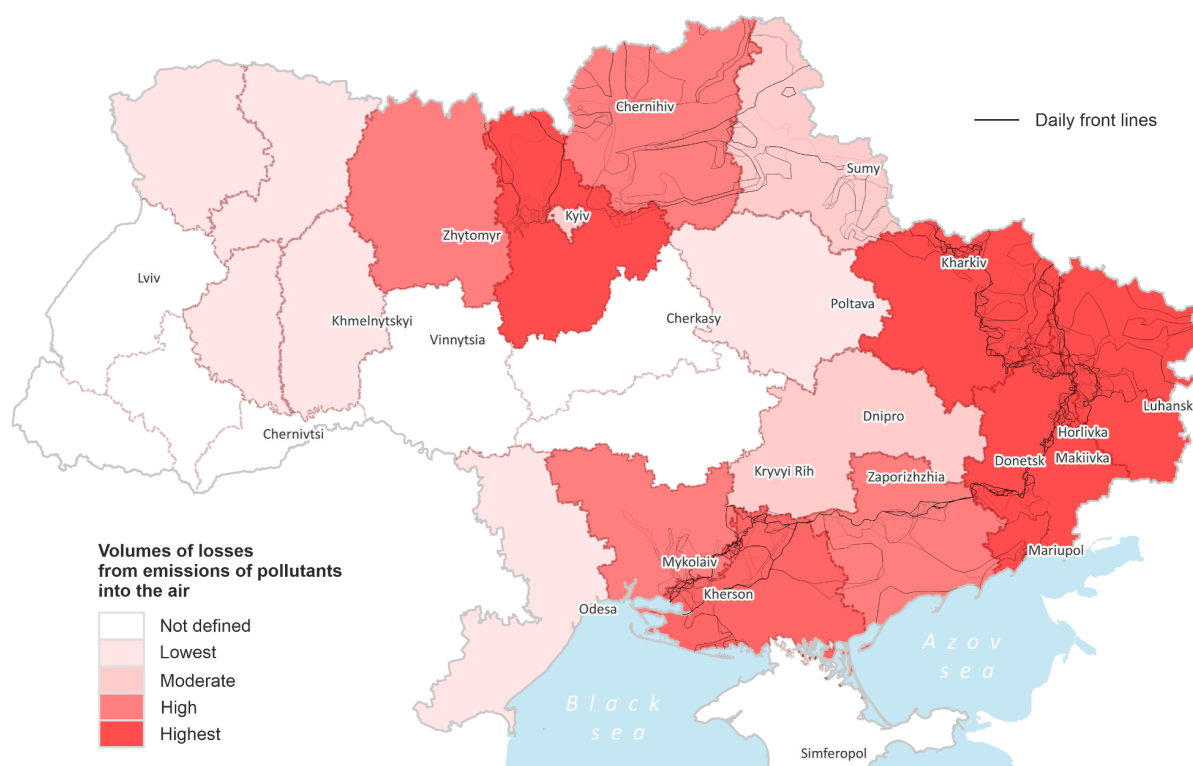 Chernihiv
Daily front lines
Sumy
Kyiv
Zhytomyr
Kharkiv
Lviv
Poltava
Khmelnytskyi
Cherkasy
Vinnytsia
Luhansk
Dnipro
Chernivtsi
Horlivka
Donetsk
Makiivka
Kryvyi Rih
Zaporizhzhia
Mariupol
Mykolaiv
Kherson
Odesa
Volumes of losses
from emissions of pollutants
into the air
Not defined
Lowest
Moderate
High
Highest
Azov
sea
Black
sea
Simferopol